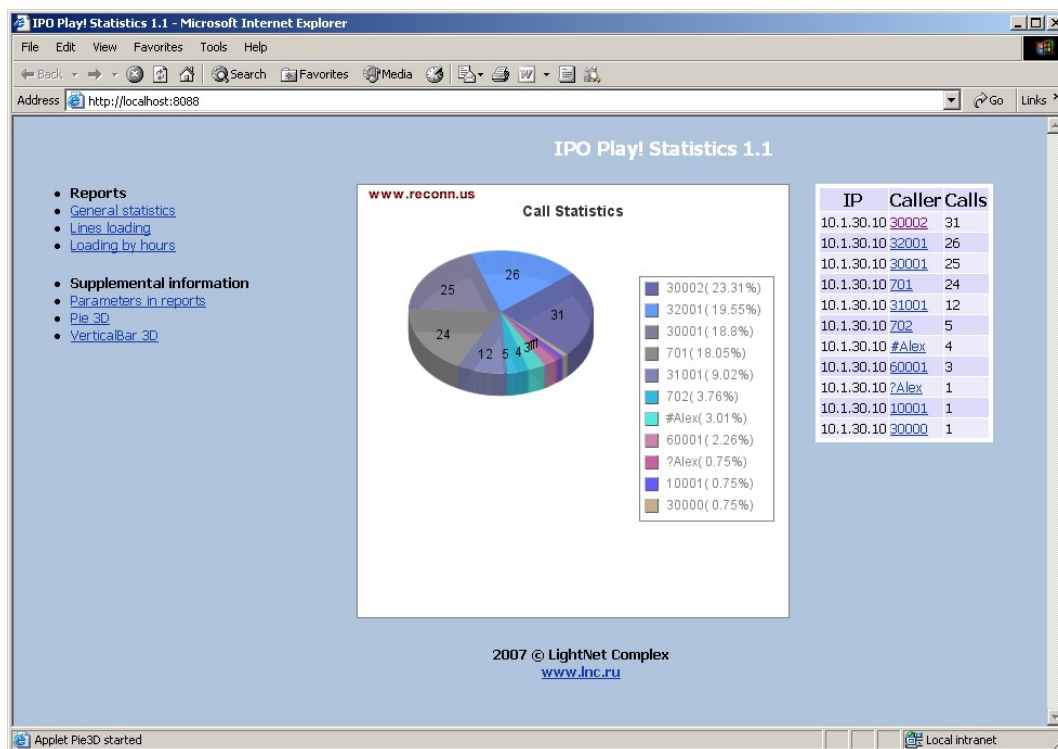 IPO Play! Statistics 1.1 - Microsoft Internet Explorer
File Edit View Favorites Tools Help
Back Search Favorites Media
Address http://localhost:8088 Go Links
IPO Play! Statistics 1.1
Reports
General statistics
Lines loading
Loading by hours
Supplemental information
Parameters in reports
Pie 3D
VerticalBar 3D
www.reconn.us
Call Statistics
26
25
31
24
12 5 4 3 1 1 1
30002( 23.31%)
32001( 19.55%)
30001( 18.8%)
701( 18.05%)
31001( 9.02%)
702( 3.76%)
#Alex( 3.01%)
60001( 2.26%)
?Alex( 0.75%)
10001( 0.75%)
30000( 0.75%)
IP Caller Calls
10.1.30.10 30002 31
10.1.30.10 32001 26
10.1.30.10 30001 25
10.1.30.10 701 24
10.1.30.10 31001 12
10.1.30.10 702 5
10.1.30.10 #Alex 4
10.1.30.10 60001 3
10.1.30.10 ?Alex 1
10.1.30.10 10001 1
10.1.30.10 30000 1
2007 © LightNet Complex
www.lnc.ru
Applet Pie3D started
Local intranet